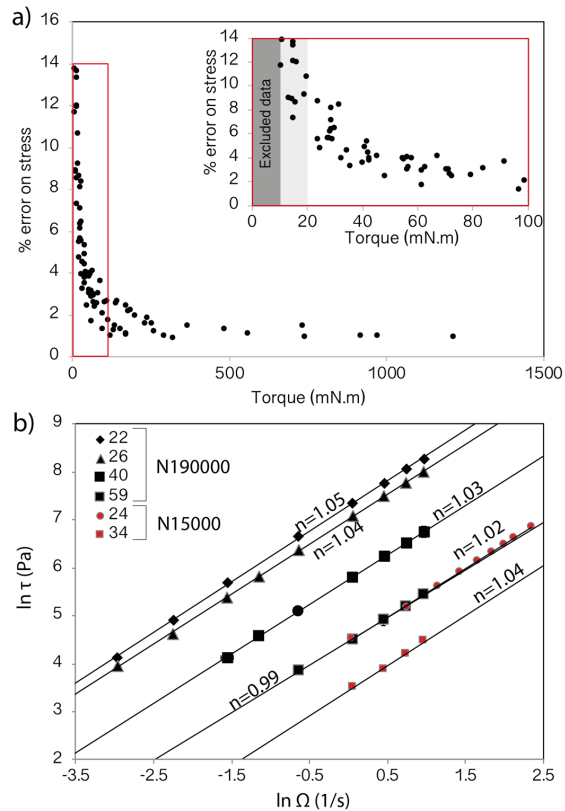 a)
16
14
12
10
8
6
4
2
0
% error on stress
0
500
1000
1500
Torque (mN.m)
14
12
10
8
6
4
2
0
% error on stress
Excluded data
0
20
40
60
80
100
Torque (mN.m)
b)
9
8
7
6
5
4
3
2
ln τ (Pa)
22
26
40
59
N190000
24
34
N15000
n=1.05
n=1.04
n=1.03
n=1.02
n=1.04
n=0.99
-3.5
-2.5
-1.5
-0.5
0.5
1.5
2.5
ln Ω (1/s)